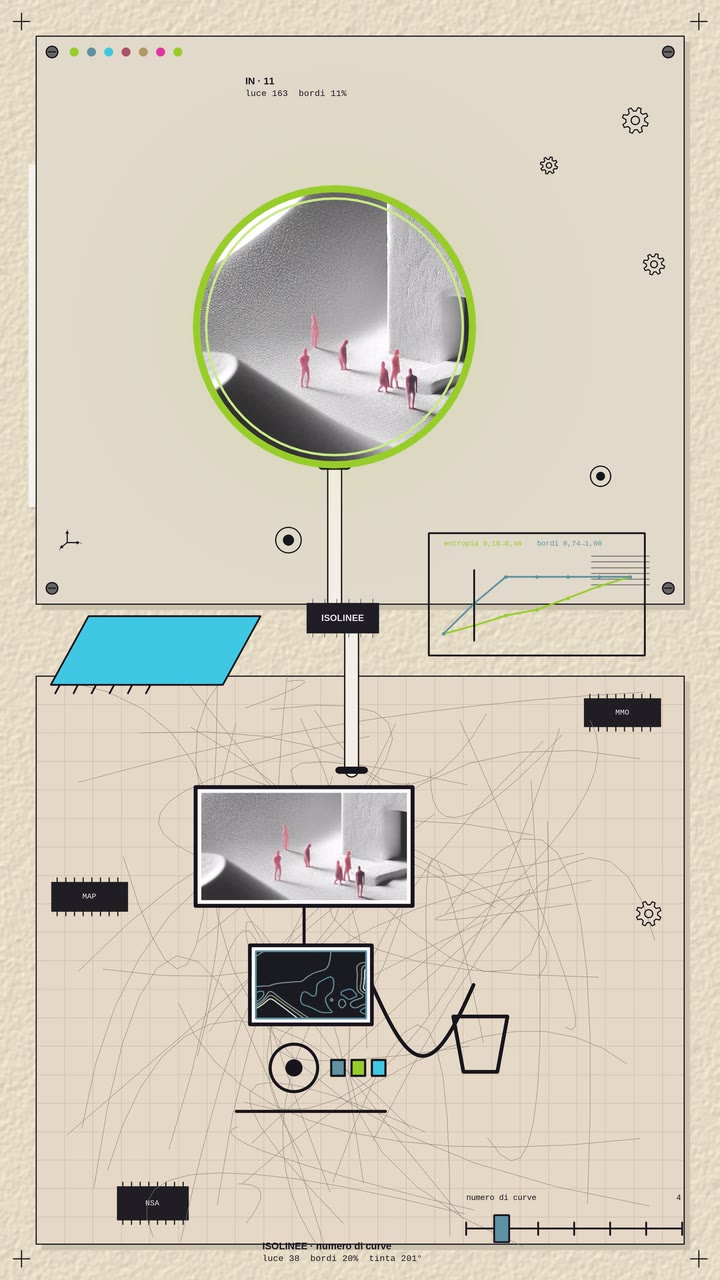 IN · 11
luce 163 bordi 11%
entropia 0,18→0,46 bordi 0,74→1,00
ISOLINEE
MMO
MAP
NSA
numero di curve 4
ISOLINEE · numero di curve
luce 38 bordi 20% tinta 201°